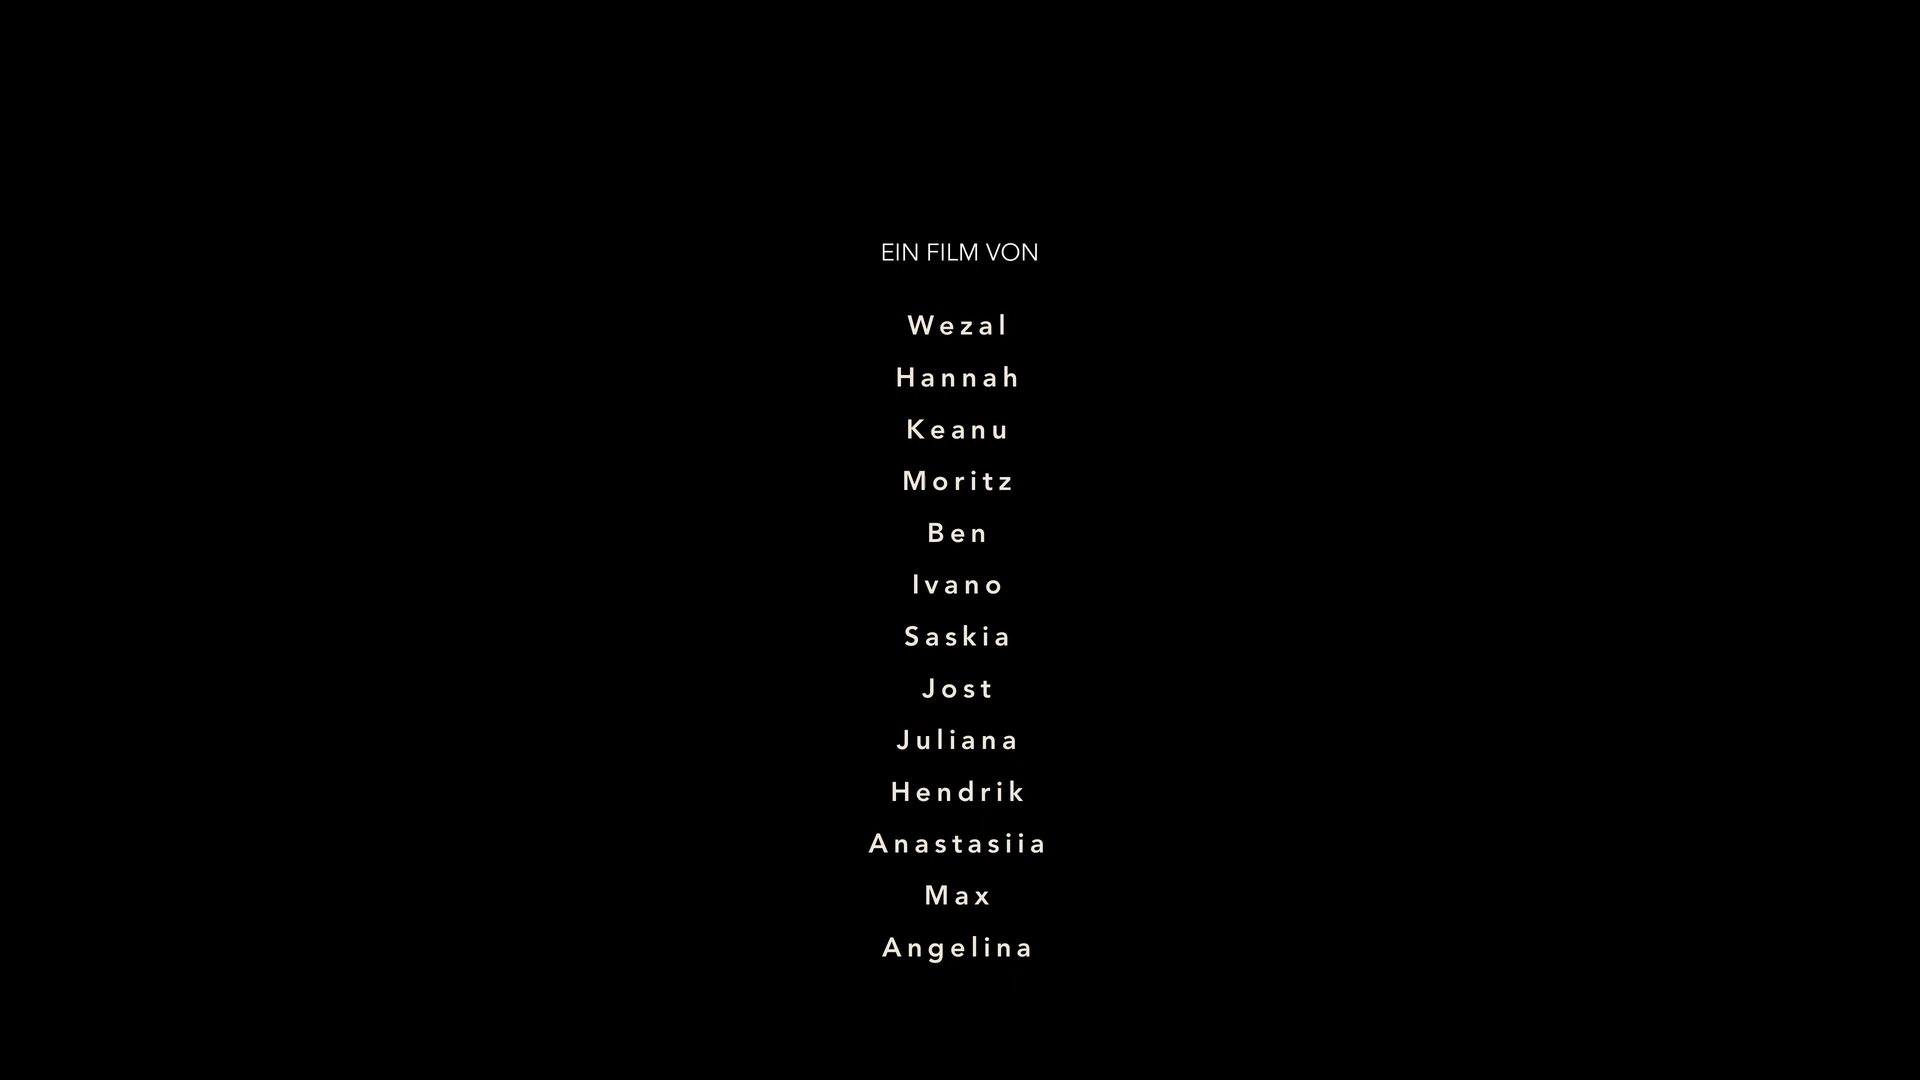 EIN FILM VON
Wezal
Hannah
Keanu
Moritz
Ben
Ivano
Saskia
Jost
Juliana
Hendrik
Anastasiia
Max
Angelina